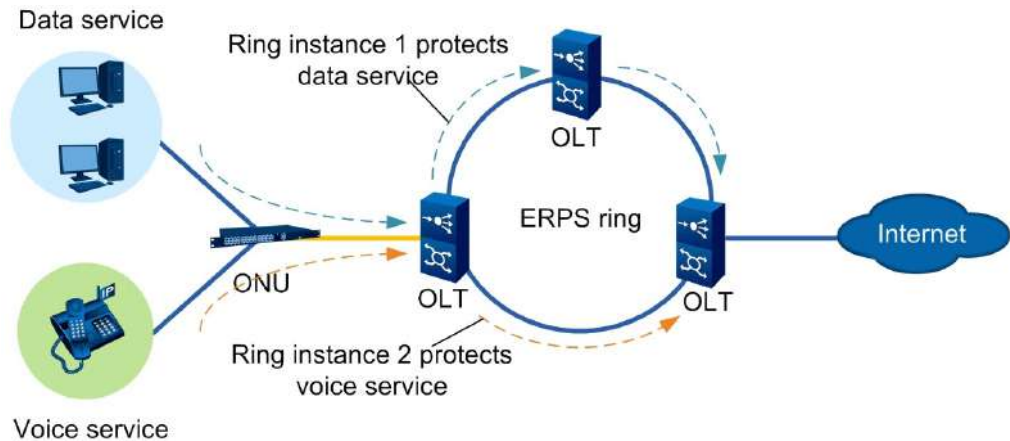 Data service
Ring instance 1 protects
data service
OLT
ERPS ring
Internet
ONU
OLT
OLT
IP
Ring instance 2 protects
voice service
Voice service